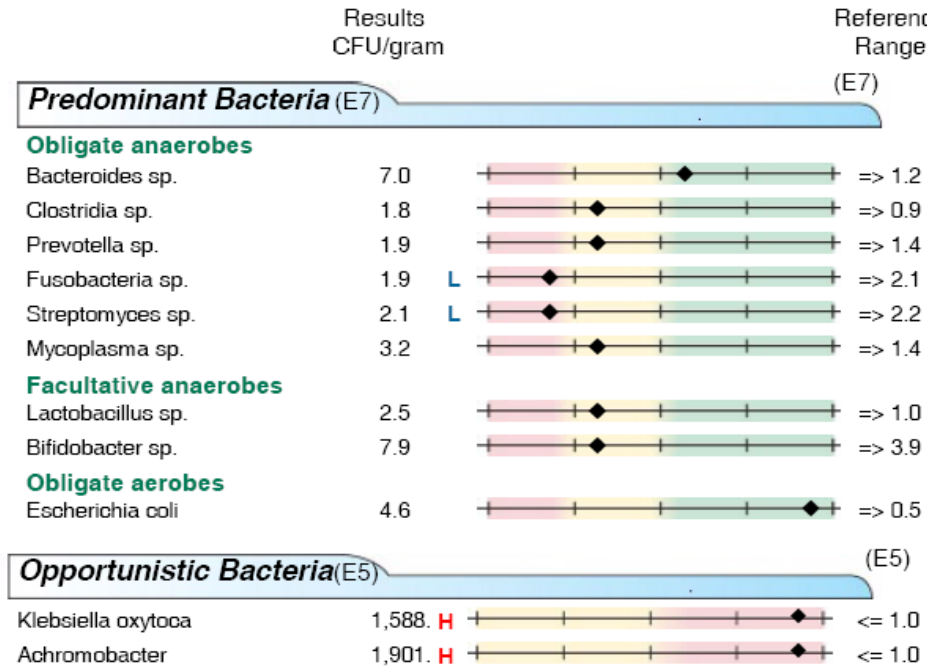 Results Referenc
CFU/gram Range
Predominant Bacteria (E7) (E7)
Obligate anaerobes
Bacteroides sp. 7.0 => 1.2
Clostridia sp. 1.8 => 0.9
Prevotella sp. 1.9 => 1.4
Fusobacteria sp. 1.9 L => 2.1
Streptomyces sp. 2.1 L => 2.2
Mycoplasma sp. 3.2 => 1.4
Facultative anaerobes
Lactobacillus sp. 2.5 => 1.0
Bifidobacter sp. 7.9 => 3.9
Obligate aerobes
Escherichia coli 4.6 => 0.5
Opportunistic Bacteria (E5) (E5)
Klebsiella oxytoca 1,588. H <= 1.0
Achromobacter 1,901. H <= 1.0